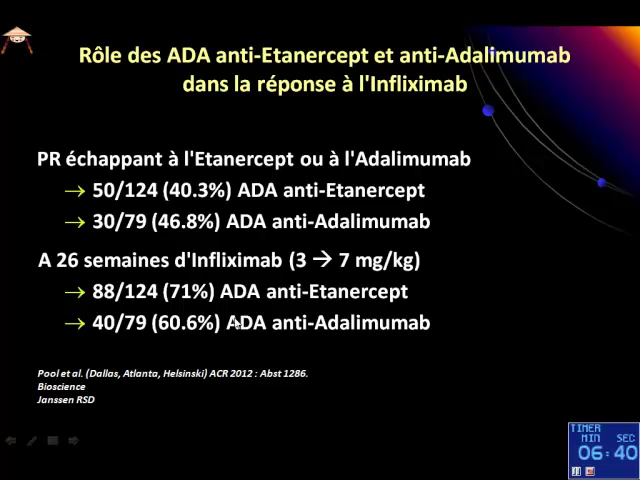 Rôle des ADA anti-Etanercept et anti-Adalimumab
dans la réponse à l'Infliximab
PR échappant à l'Etanercept ou à l'Adalimumab
→ 50/124 (40.3%) ADA anti-Etanercept
→ 30/79 (46.8%) ADA anti-Adalimumab
A 26 semaines d'Infliximab (3 → 7 mg/kg)
→ 88/124 (71%) ADA anti-Etanercept
→ 40/79 (60.6%) ADA anti-Adalimumab
Pool et al. (Dallas, Atlanta, Helsinki) ACR 2012 : Abst 1286.
Bioscience
Janssen RSD
TIMER
MIN SEC
06:40